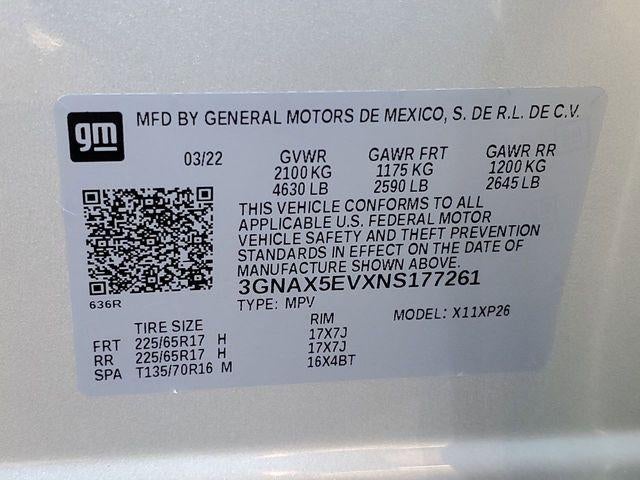 gm
MFD BY GENERAL MOTORS DE MEXICO, S. DE R.L. DE C.V.
03/22 GVWR GAWR FRT GAWR RR
2100 KG 1175 KG 1200 KG
4630 LB 2590 LB 2645 LB
THIS VEHICLE CONFORMS TO ALL
APPLICABLE U.S. FEDERAL MOTOR
VEHICLE SAFETY AND THEFT PREVENTION
STANDARDS IN EFFECT ON THE DATE OF
MANUFACTURE SHOWN ABOVE.
3GNAX5EVXNS177261
636R TYPE: MPV MODEL: X11XP26
TIRE SIZE RIM
FRT 225/65R17 H 17X7J
RR 225/65R17 H 17X7J
SPA T135/70R16 M 16X4BT